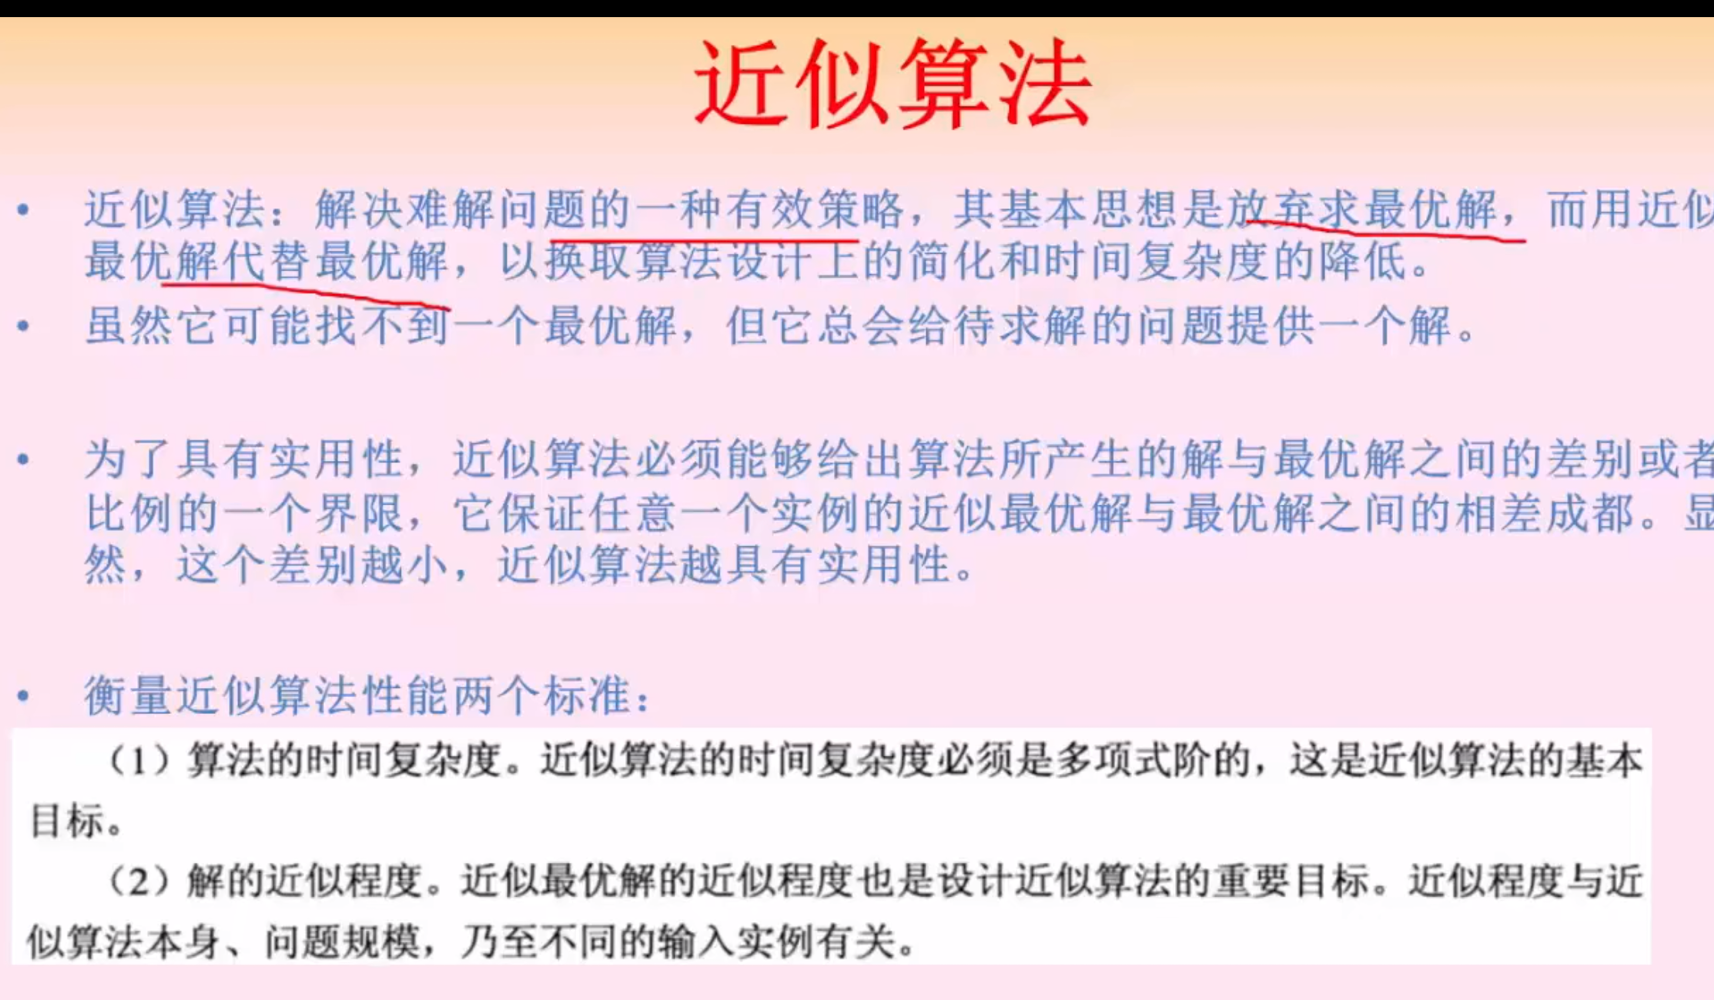 近似算法
• 近似算法：解决难解问题的一种有效策略，其基本思想是放弃求最优解，而用近似
最优解代替最优解，以换取算法设计上的简化和时间复杂度的降低。
• 虽然它可能找不到一个最优解，但它总会给待求解的问题提供一个解。
• 为了具有实用性，近似算法必须能够给出算法所产生的解与最优解之间的差别或者
比例的一个界限，它保证任意一个实例的近似最优解与最优解之间的相差成都。显
然，这个差别越小，近似算法越具有实用性。
• 衡量近似算法性能两个标准：
（1）算法的时间复杂度。近似算法的时间复杂度必须是多项式阶的，这是近似算法的基本
目标。
（2）解的近似程度。近似最优解的近似程度也是设计近似算法的重要目标。近似程度与近
似算法本身、问题规模，乃至不同的输入实例有关。